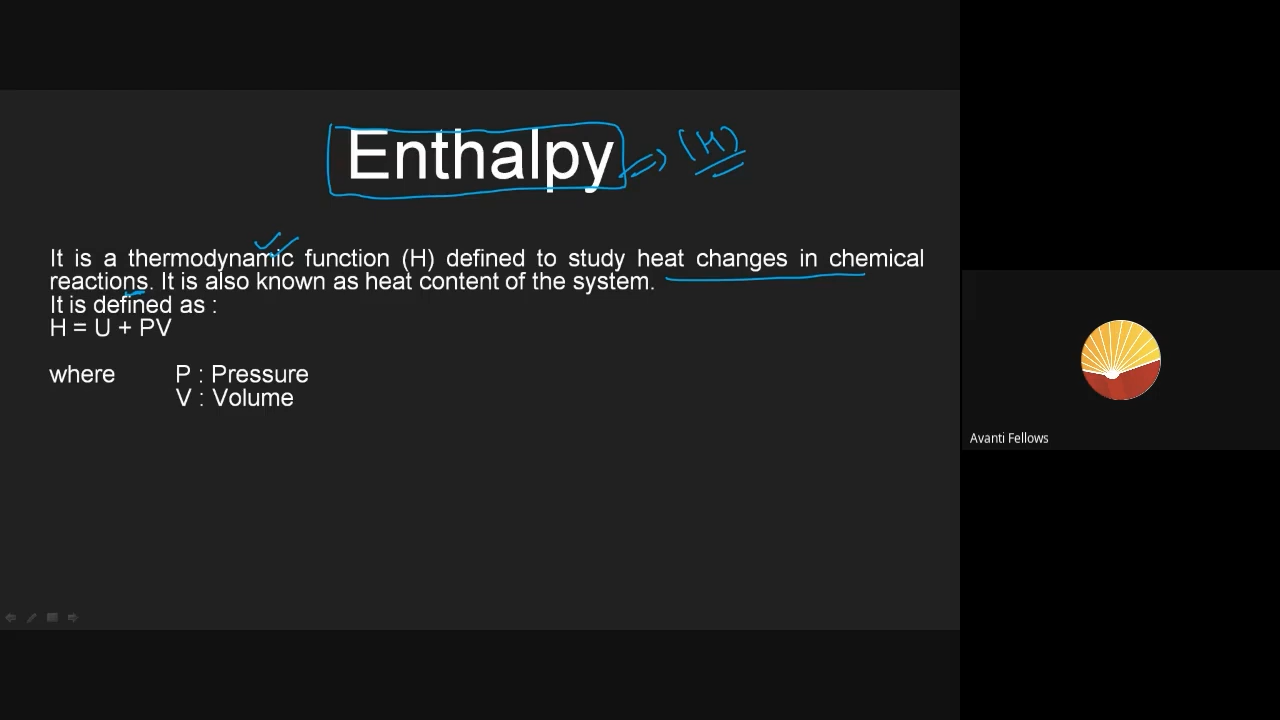 Enthalpy
(H)
It is a thermodynamic function (H) defined to study heat changes in chemical
reactions. It is also known as heat content of the system.
It is defined as :
H = U + PV
where P : Pressure
V : Volume
Avanti Fellows